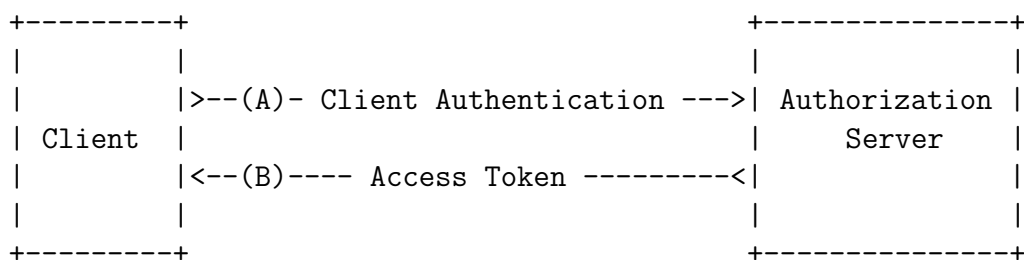 +---------+                                  +---------------+
|         |                                  |               |
|         |>--(A)- Client Authentication --->| Authorization |
| Client  |                                  |     Server    |
|         |<--(B)---- Access Token ---------<|               |
|         |                                  |               |
+---------+                                  +---------------+